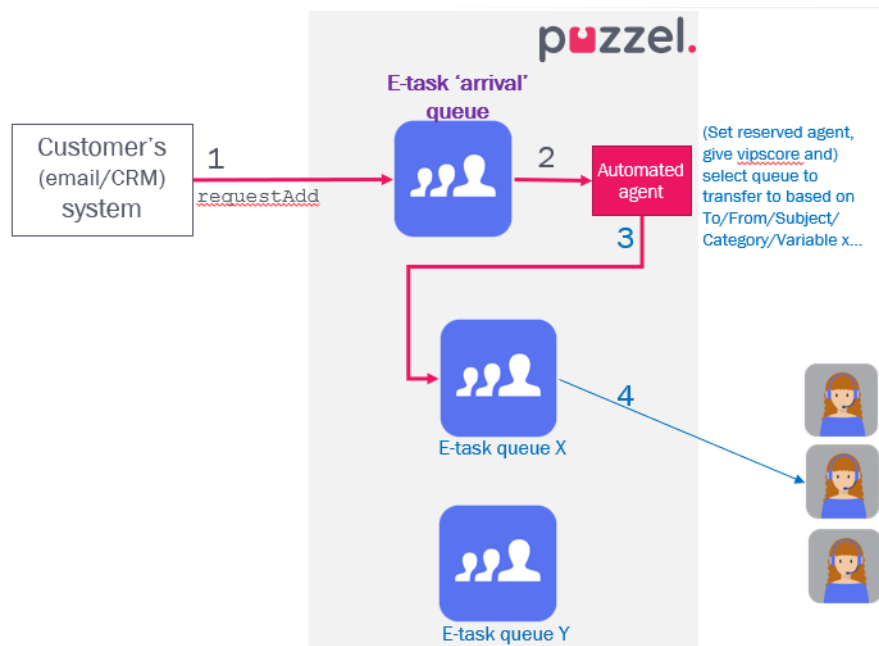 puzzel.
E-task ‘arrival’
queue
Customer's
(email/CRM)
system
1
requestAdd
2
Automated
agent
(Set reserved agent,
give vipscore and)
select queue to
transfer to based on
To/From/Subject/
Category/Variable x...
3
4
E-task queue X
E-task queue Y